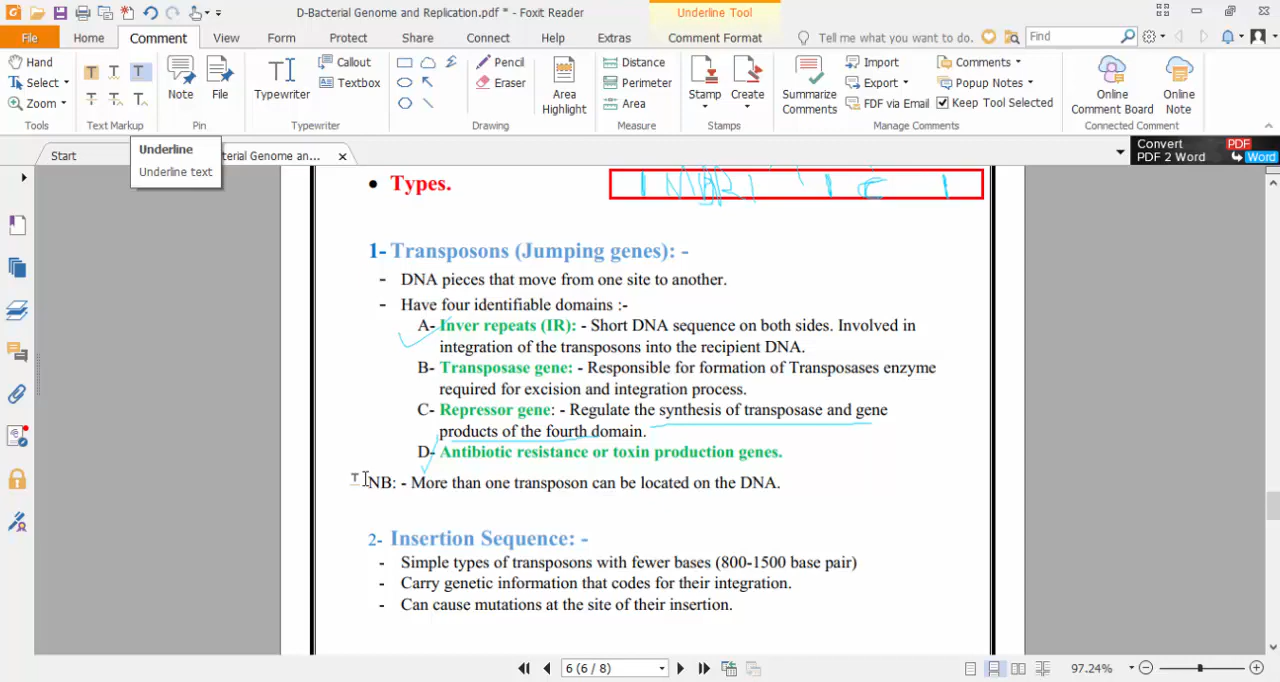 D-Bacterial Genome and Replication.pdf * - Foxit Reader
Underline Tool
File
Home
Comment
View
Form
Protect
Share
Connect
Help
Extras
Comment Format
Tell me what you want to do.
Find
Hand
Select
Zoom
Tools
Text Markup
Note
File
Pin
Typewriter
Callout
Textbox
Typewriter
Pencil
Eraser
Drawing
Area Highlight
Distance
Perimeter
Area
Measure
Stamp
Create
Stamps
Summarize Comments
Import
Export
FDF via Email
Comments
Popup Notes
Keep Tool Selected
Manage Comments
Online Comment Board
Online Note
Connected Comment
Underline
Underline text
Start
terial Genome an...
Convert PDF
PDF 2 Word Word
• Types.
1- Transposons (Jumping genes): -
- DNA pieces that move from one site to another.
- Have four identifiable domains :-
A- Inver repeats (IR): - Short DNA sequence on both sides. Involved in
integration of the transposons into the recipient DNA.
B- Transposase gene: - Responsible for formation of Transposases enzyme
required for excision and integration process.
C- Repressor gene: - Regulate the synthesis of transposase and gene
products of the fourth domain.
D- Antibiotic resistance or toxin production genes.
NB: - More than one transposon can be located on the DNA.
2- Insertion Sequence: -
- Simple types of transposons with fewer bases (800-1500 base pair)
- Carry genetic information that codes for their integration.
- Can cause mutations at the site of their insertion.
6 (6 / 8)
97.24%